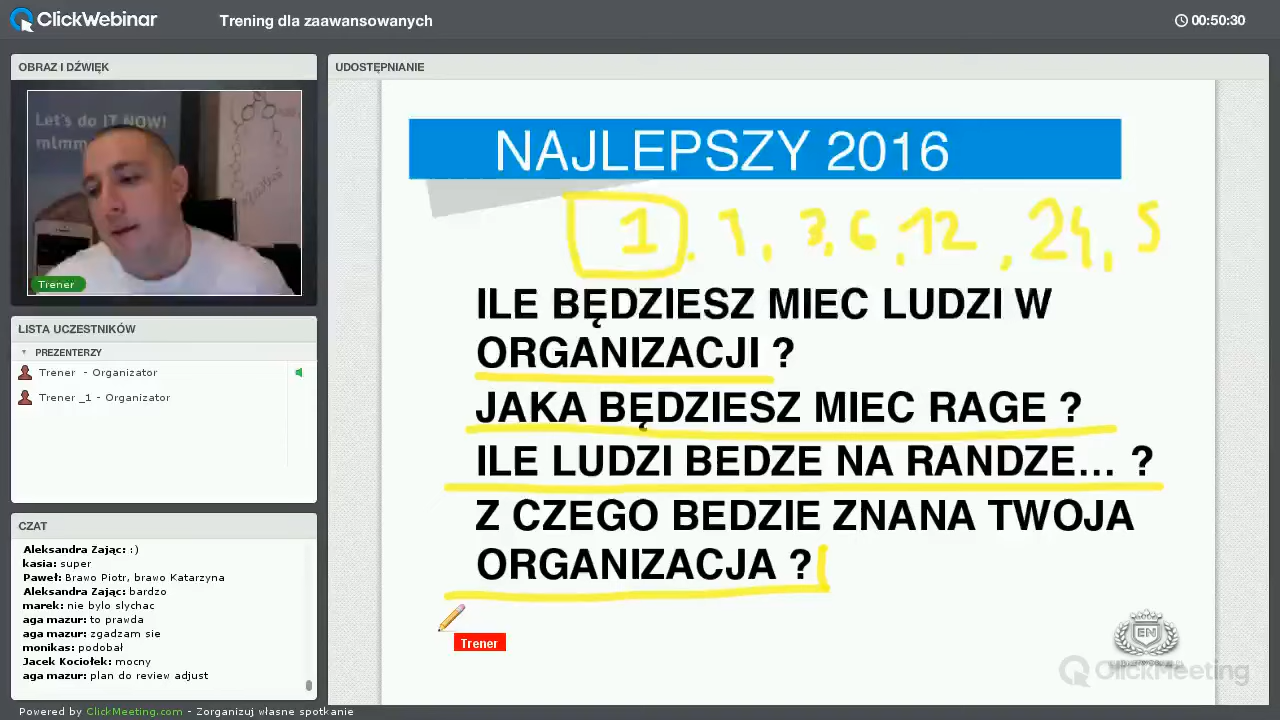 ClickWebinar
Trening dla zaawansowanych
00:50:30
OBRAZ I DŹWIĘK
Let's do IT NOW!
Trener
LISTA UCZESTNIKÓW
PREZENTERZY
Trener - Organizator
Trener _1 - Organizator
CZAT
Aleksandra Zając: :)
kasia: super
Paweł: Brawo Piotr, brawo Katarzyna
Aleksandra Zając: bardzo
marek: nie bylo slychac
aga mazur: to prawda
aga mazur: zgadzam sie
monikas: podobał
Jacek Kociołek: mocny
aga mazur: plan do review adjust
UDOSTĘPNIANIE
NAJLEPSZY 2016
1, 1, 3, 6, 12, 24, 5
ILE BĘDZIESZ MIEC LUDZI W
ORGANIZACJI ?
JAKA BĘDZIESZ MIEC RAGE ?
ILE LUDZI BEDZE NA RANDZE... ?
Z CZEGO BEDZIE ZNANA TWOJA
ORGANIZACJA ?
Trener
EN
ClickMeeting
Powered by ClickMeeting.com - Zorganizuj własne spotkanie